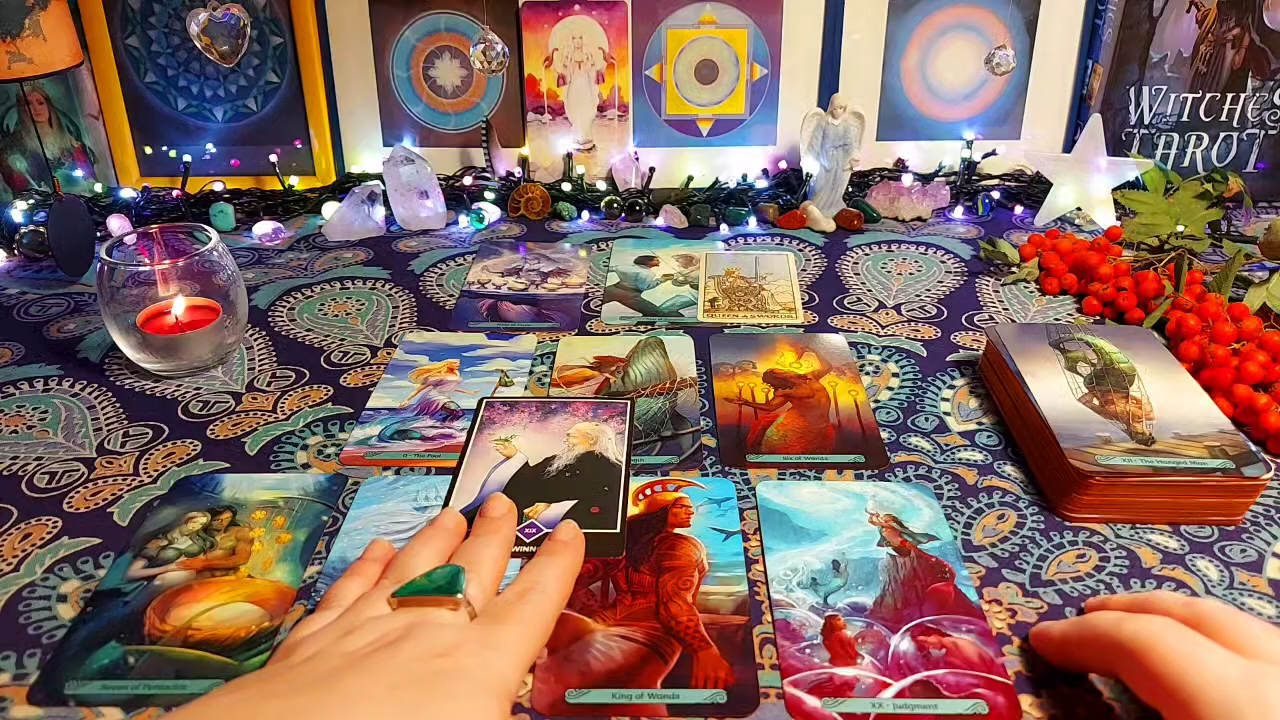 WITCHES
TAROT
QUEEN of SWORDS.
0 - The Fool
Six of Wands
XII - The Hanged Man
XIX
Seven of Pentacles
King of Wands
XX - Judgment